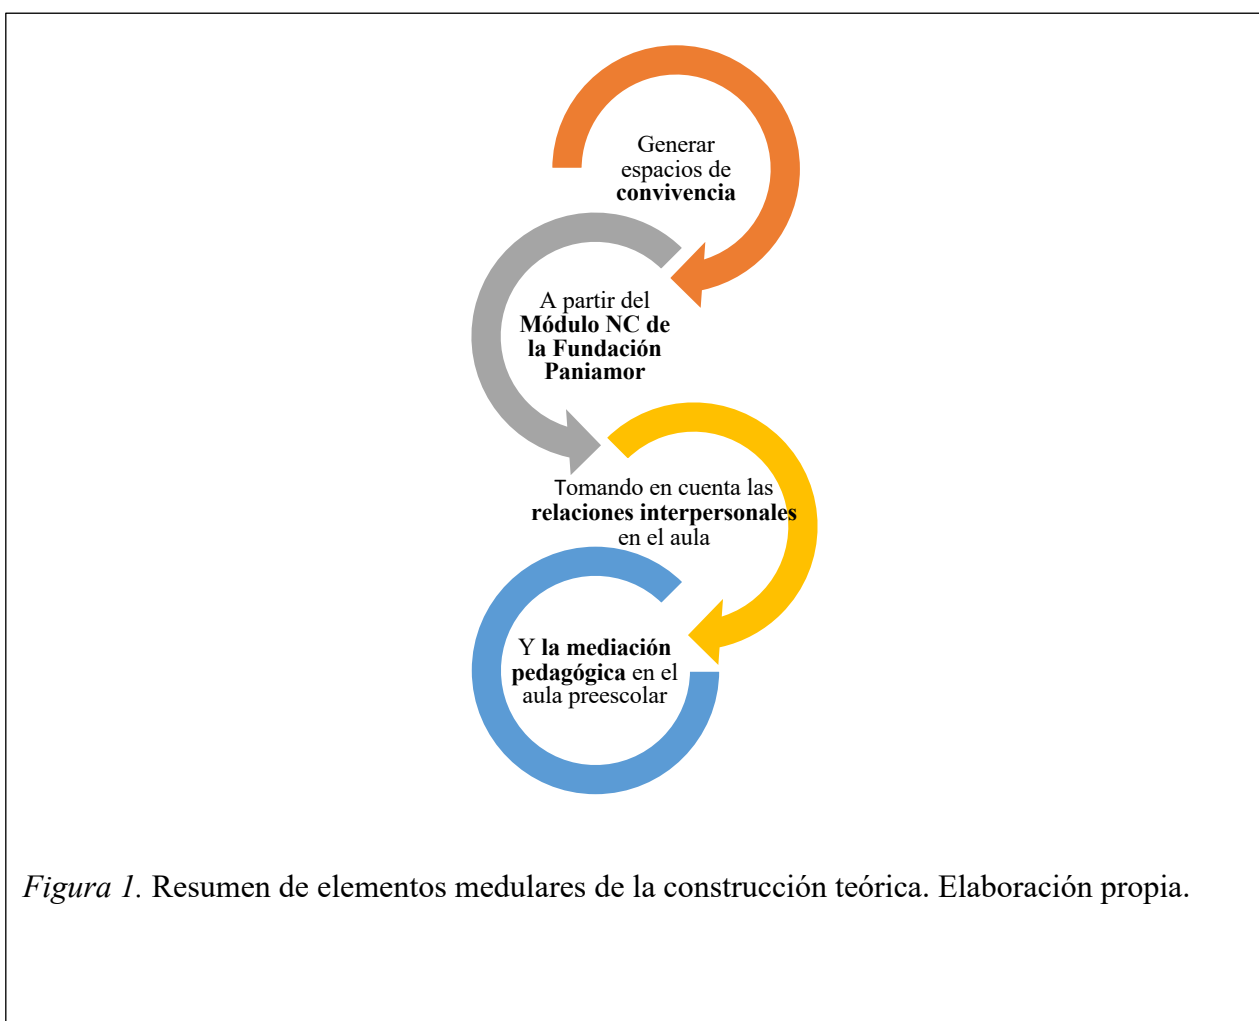 Generar
espacios de
convivencia
A partir del
Módulo NC de
la Fundación
Paniamor
Tomando en cuenta las
relaciones interpersonales
en el aula
Y la mediación
pedagógica en el
aula preescolar
Figura 1. Resumen de elementos medulares de la construcción teórica. Elaboración propia.